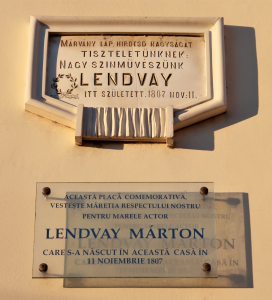 MÁRVÁNY LAP, HIRDESD NAGYSÁGÁT
TISZTELETÜNKNEK:
NAGY SZINMÜVÉSZÜNK
LENDVAY
ITT SZÜLETETT. 1807 NOV: 11.
ACEASTĂ PLACĂ COMEMORATIVĂ,
VESTEȘTE MĂREȚIA RESPECTULUI NOSTRU
PENTRU MARELE ACTOR
LENDVAY MÁRTON
CARE S-A NĂSCUT ÎN ACEASTĂ CASĂ ÎN
11 NOIEMBRIE 1807